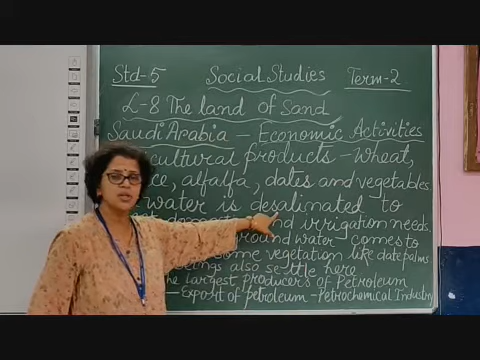 Std-5 Social Studies Term-2
L-8 The land of Sand
Saudi Arabia - Economic Activities
cultural products - Wheat,
ce, alfalfa, dates and vegetables.
water is desalinated to
domestic and irrigation needs.
round water comes to
come vegetation like date palms.
beings also settle here
the largest producers of Petroleum
- Export of petroleum - Petrochemical Industry